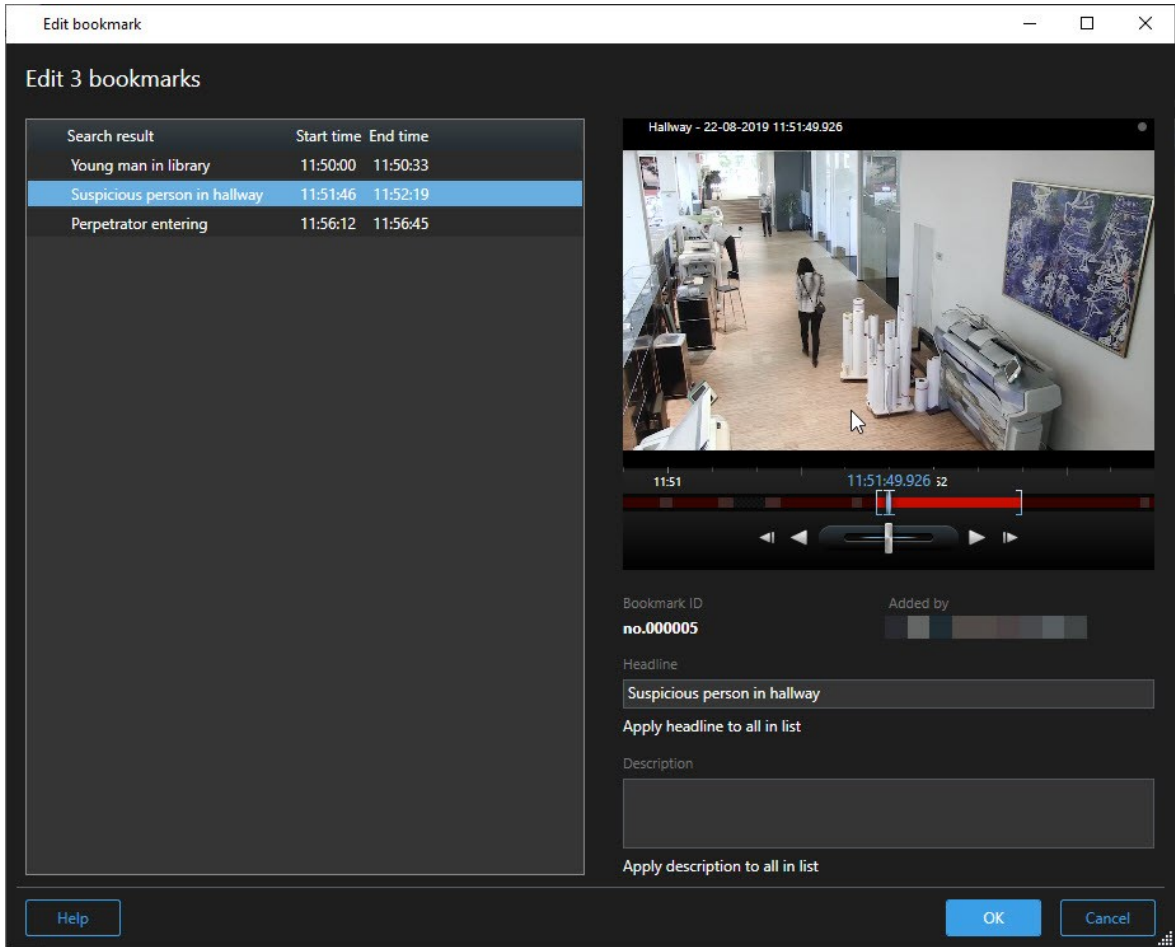 Edit bookmark
Edit 3 bookmarks
Search result Start time End time
Young man in library 11:50:00 11:50:33
Suspicious person in hallway 11:51:46 11:52:19
Perpetrator entering 11:56:12 11:56:45
Hallway - 22-08-2019 11:51:49.926
11:51 11:51:49.926 52
Bookmark ID Added by
no.000005
Headline
Suspicious person in hallway
Apply headline to all in list
Description
Apply description to all in list
Help OK Cancel